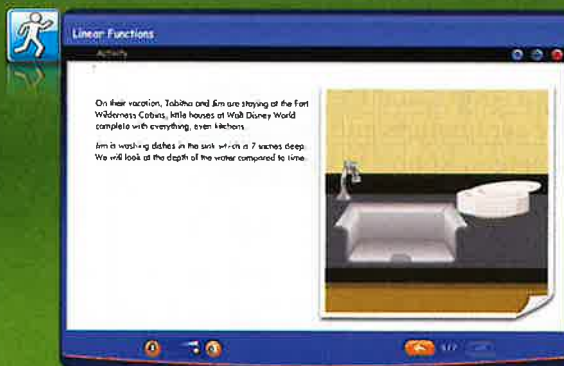 Linear Functions
Activity
On their vacation, Tabitha and Jim are staying at the Fort
Wilderness Cabins, little houses at Walt Disney World
complete with everything, even kitchens.
Jim is washing dishes in the sink which is 7 inches deep.
We will look at the depth of the water compared to time.